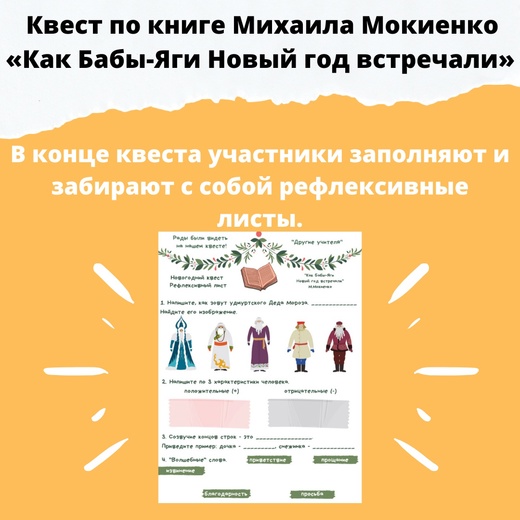 Квест по книге Михаила Мокиенко
«Как Бабы-Яги Новый год встречали»
В конце квеста участники заполняют и
забирают с собой рефлексивные
листы.
Рады были видеть
на нашем квесте!
"Другие учителя"
Новогодний квест
Рефлексивный лист
"Как Бабы-Яги
Новый год встречали"
М.Мокиенко
1. Напишите, как зовут удмуртского Деда Мороза. ____________
Найдите его изображение.
2. Напишите по 3 характеристики человека.
положительные (+)
отрицательные (-)
3. Созвучие концов строк - это ________________.
Приведите пример: дочка - ________, снежинка - ___________
4. "Волшебные" слова.
приветствие
прощание
извинение
благодарность
просьба